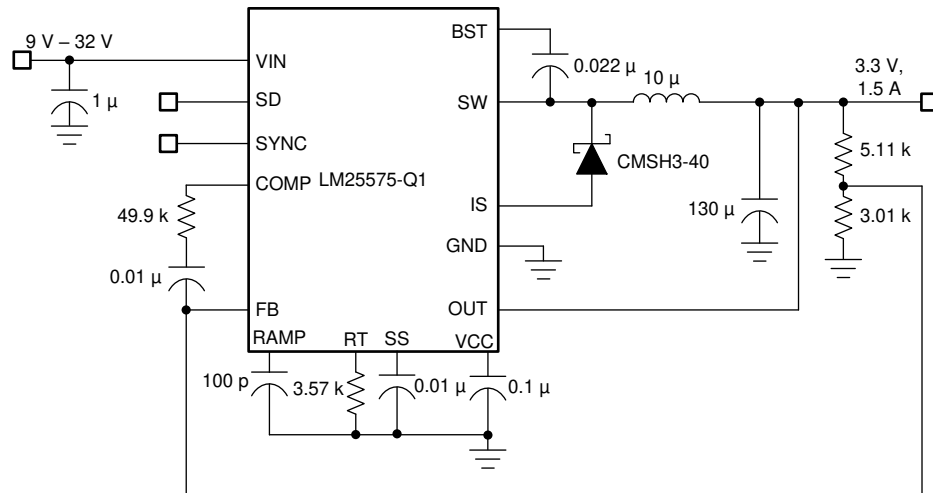 9 V – 32 V
1 µ
VIN
SD
SYNC
COMP
LM25575-Q1
49.9 k
0.01 µ
FB
RAMP
RT
SS
VCC
100 p
3.57 k
0.01 µ
0.1 µ
BST
0.022 µ
SW
10 µ
3.3 V,
1.5 A
CMSH3-40
IS
GND
OUT
130 µ
5.11 k
3.01 k